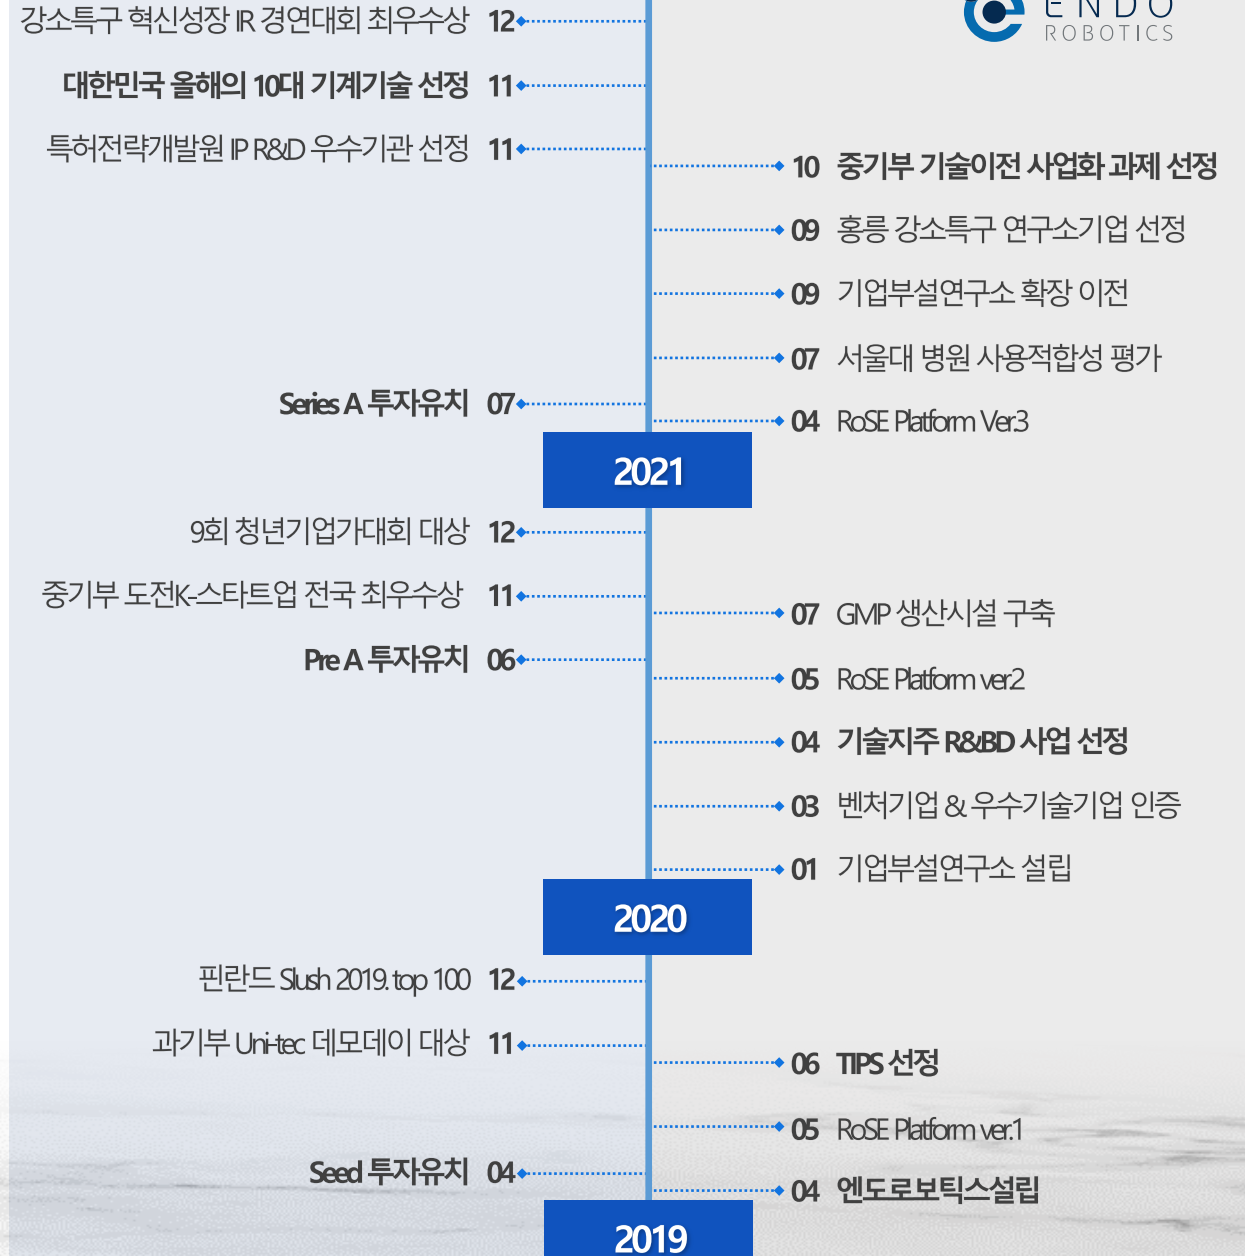 ENDO
ROBOTICS
강소특구 혁신성장 IR 경연대회 최우수상 12
대한민국 올해의 10대 기계기술 선정 11
특허전략개발원 IP R&D 우수기관 선정 11
10 중기부 기술이전 사업화 과제 선정
09 홍릉 강소특구 연구소기업 선정
09 기업부설연구소 확장 이전
07 서울대 병원 사용적합성 평가
Series A 투자유치 07
04 RoSE Platform Ver.3
2021
9회 청년기업가대회 대상 12
중기부 도전K-스타트업 전국 최우수상 11
07 GMP 생산시설 구축
Pre A 투자유치 06
05 RoSE Platform ver.2
04 기술지주 R&BD 사업 선정
03 벤처기업 & 우수기술기업 인증
01 기업부설연구소 설립
2020
핀란드 Slush 2019. top 100 12
과기부 Uni-tec 데모데이 대상 11
06 TIPS 선정
05 RoSE Platform ver.1
Seed 투자유치 04
04 엔도로보틱스설립
2019